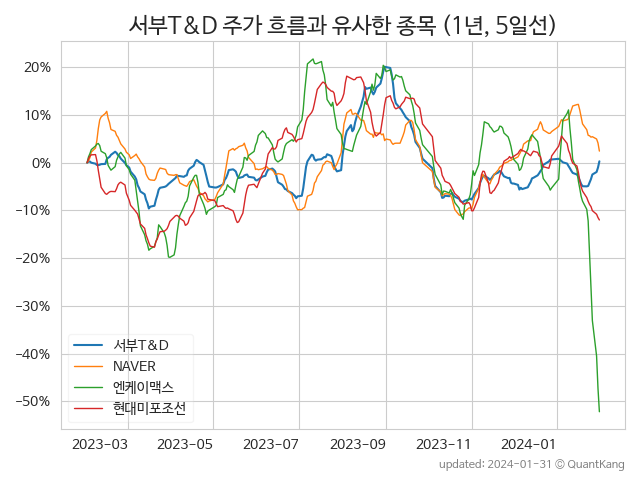 서부T&D 주가 흐름과 유사한 종목 (1년, 5일선)
20%
10%
0%
−10%
−20%
−30%
−40%
−50%
서부T&D
NAVER
엔케이맥스
현대미포조선
2023-03
2023-05
2023-07
2023-09
2023-11
2024-01
updated: 2024-01-31 © QuantKang